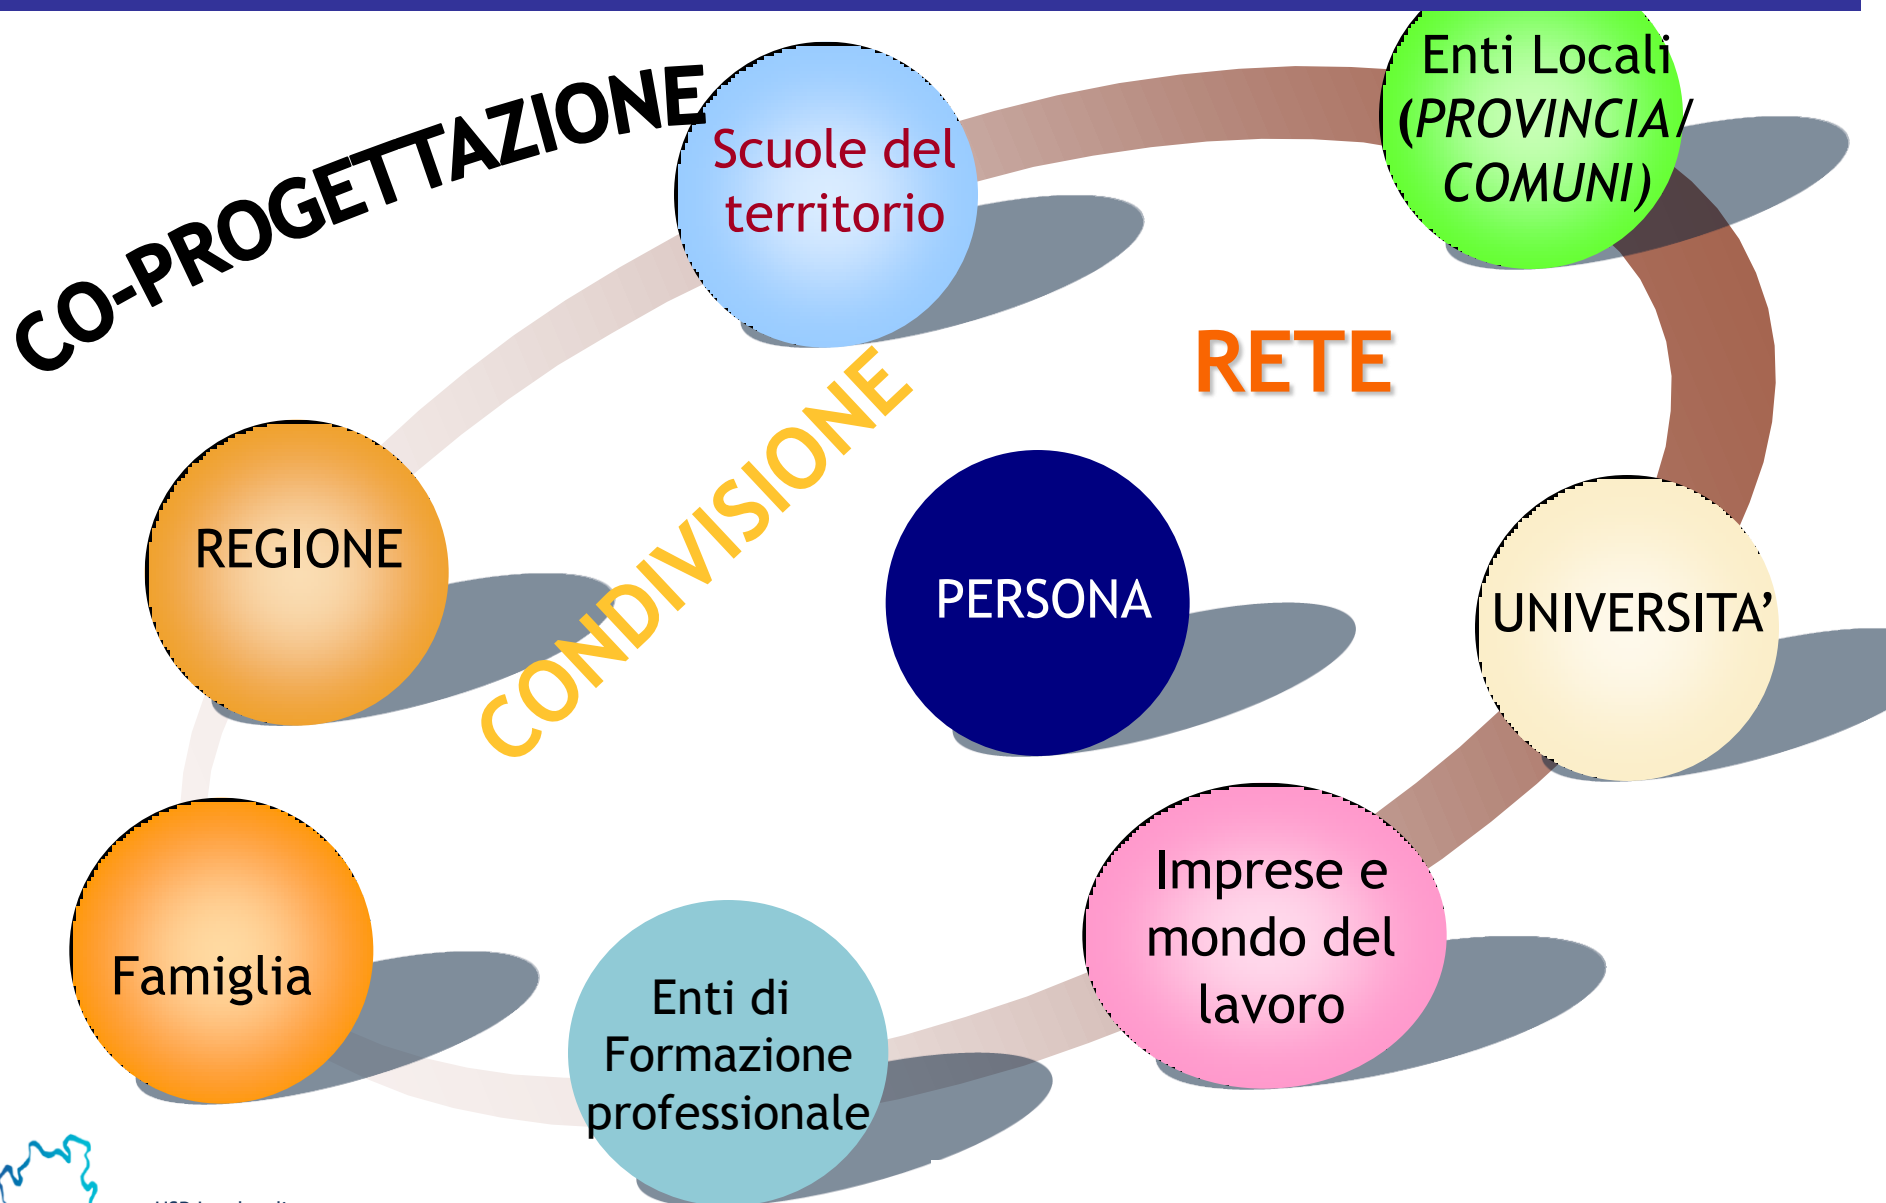 CO-PROGETTAZIONE
Scuole del
territorio
Enti Locali
(PROVINCIA/
COMUNI)
RETE
CONDIVISIONE
REGIONE
PERSONA
UNIVERSITA’
Famiglia
Enti di
Formazione
professionale
Imprese e
mondo del
lavoro